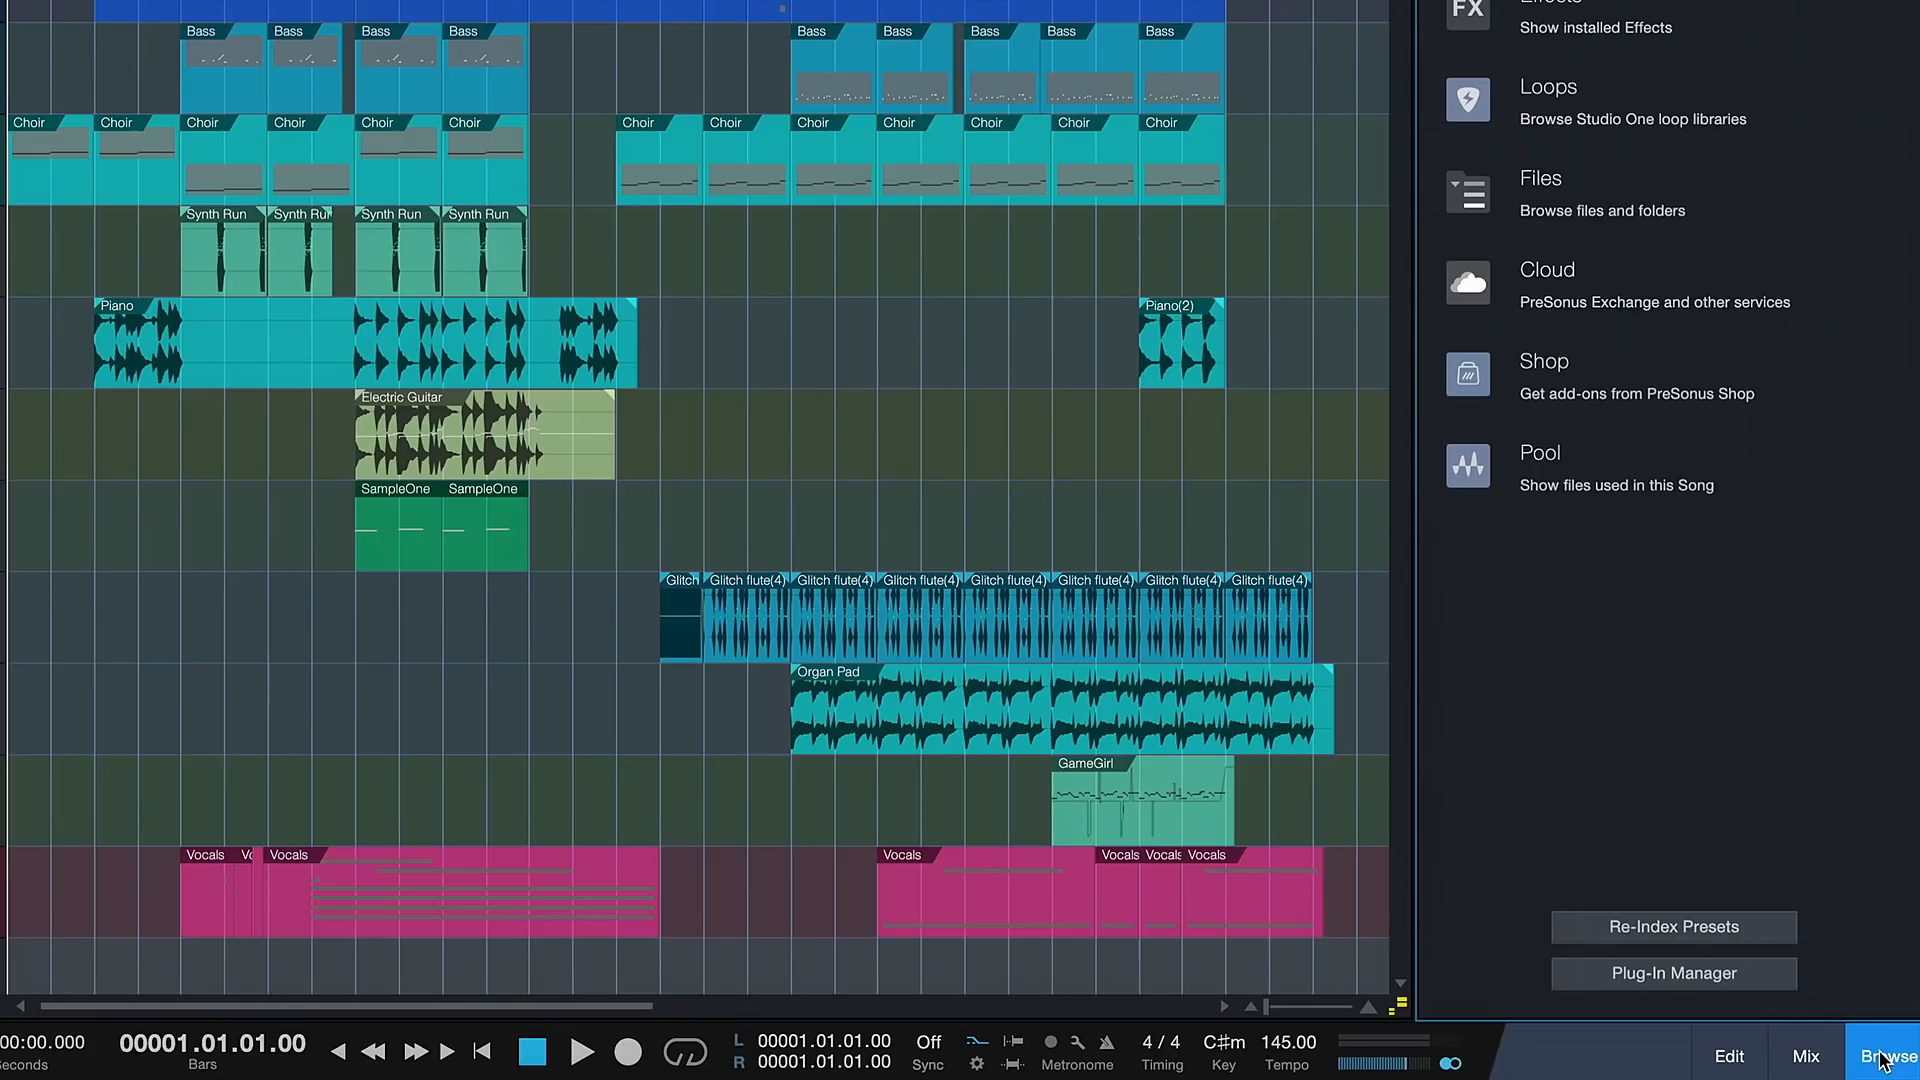 FX
Show installed Effects
Bass Bass Bass Bass Bass Bass Bass Bass Bass
Loops
Browse Studio One loop libraries
Choir Choir Choir Choir Choir Choir Choir Choir Choir Choir Choir Choir Choir
Files
Browse files and folders
Synth Run Synth Run Synth Run Synth Run
Cloud
PreSonus Exchange and other services
Piano Piano(2)
Shop
Get add-ons from PreSonus Shop
Electric Guitar
Pool
Show files used in this Song
SampleOne SampleOne
Glitch Glitch flute(4) Glitch flute(4) Glitch flute(4) Glitch flute(4) Glitch flute(4) Glitch flute(4) Glitch flute(4)
Organ Pad
GameGirl
Vocals Vo Vocals Vocals Vocals Vocals Vocals
Re-Index Presets
Plug-In Manager
00:00.000
econds
00001.01.01.00
Bars
L 00001.01.01.00
R 00001.01.01.00
Off
Sync
Metronome
4 / 4
Timing
C#m
Key
145.00
Tempo
Edit
Mix
Browse